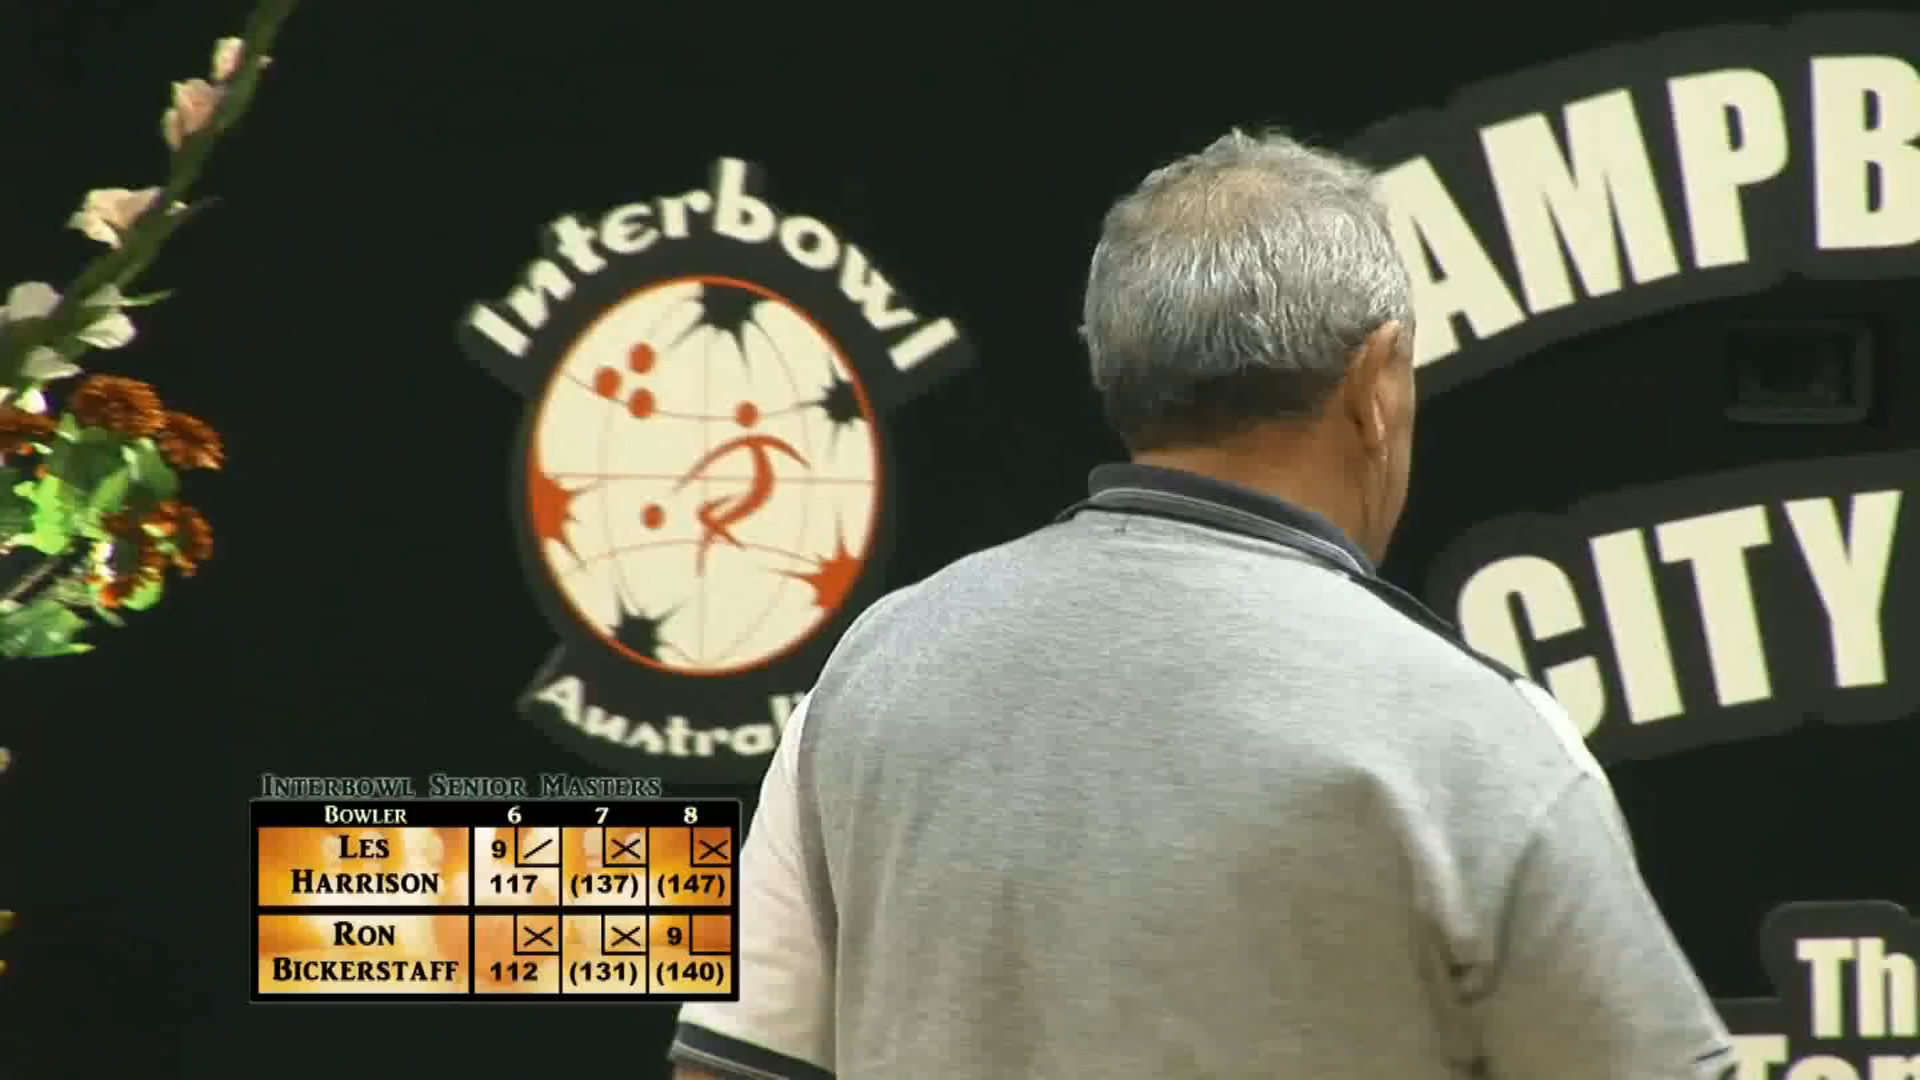 Interbowl
Australi
AMPB
CITY
INTERBOWL SENIOR MASTERS
BOWLER 6 7 8
LES HARRISON 9 / X X
117 (137) (147)
RON BICKERSTAFF X X 9
112 (131) (140)
Th